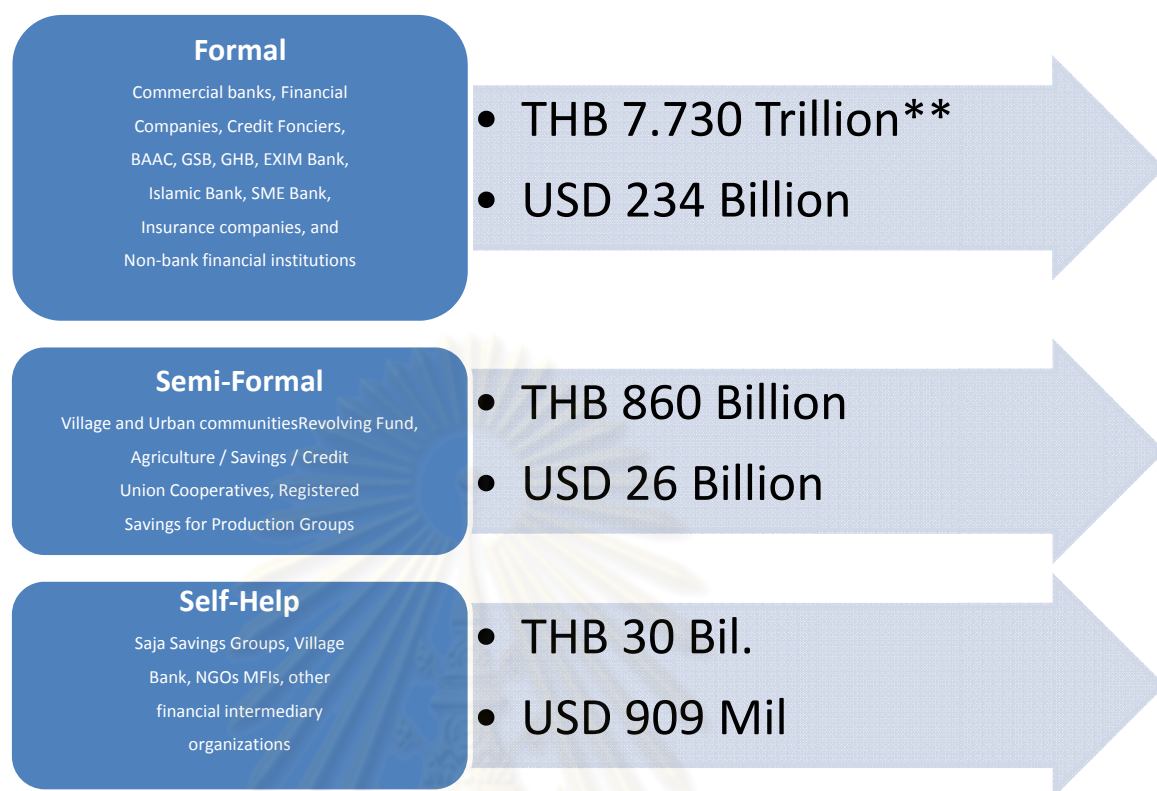 Formal
Commercial banks, Financial
Companies, Credit Fonciers,
BAAC, GSB, GHB, EXIM Bank,
Islamic Bank, SME Bank,
Insurance companies, and
Non-bank financial institutions
• THB 7.730 Trillion**
• USD 234 Billion
Semi-Formal
Village and Urban communitiesRevolving Fund,
Agriculture / Savings / Credit
Union Cooperatives, Registered
Savings for Production Groups
• THB 860 Billion
• USD 26 Billion
Self-Help
Saja Savings Groups, Village
Bank, NGOs MFIs, other
financial intermediary
organizations
• THB 30 Bil.
• USD 909 Mil